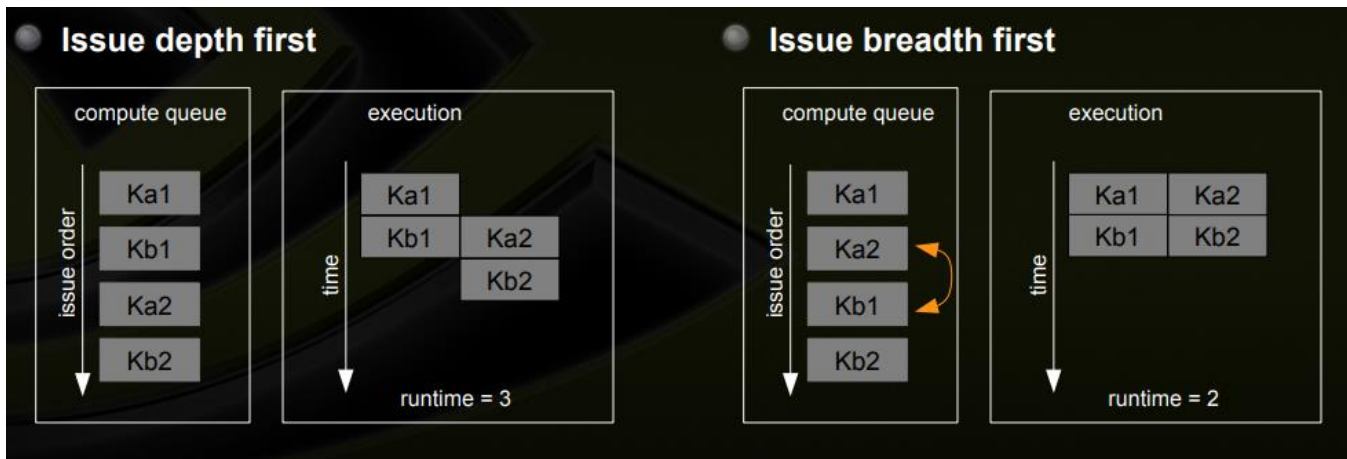 Issue depth first
compute queue
issue order
Ka1
Kb1
Ka2
Kb2
execution
time
Ka1
Kb1 Ka2
Kb2
runtime = 3
Issue breadth first
compute queue
issue order
Ka1
Ka2
Kb1
Kb2
execution
time
Ka1 Ka2
Kb1 Kb2
runtime = 2